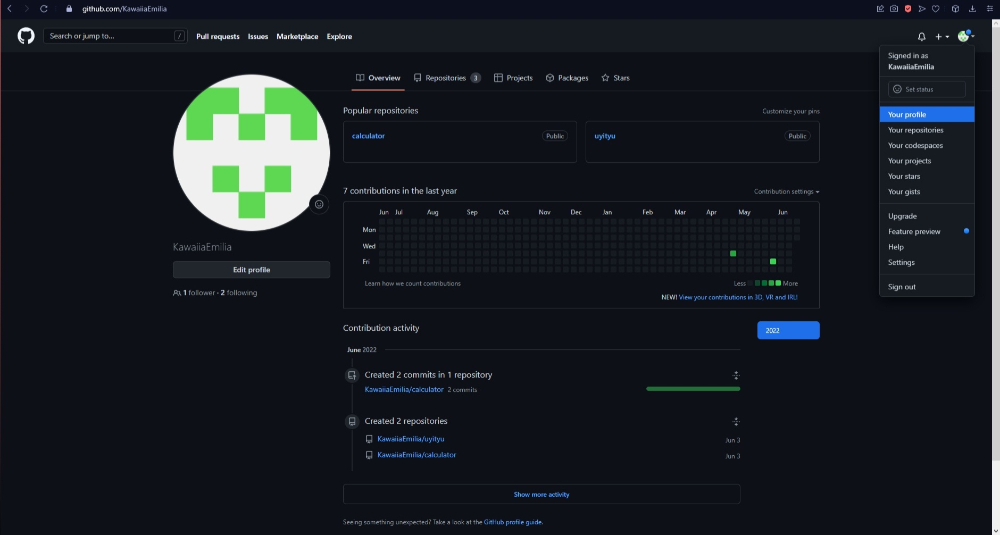 github.com/KawaiiaEmilia
Search or jump to... /
Pull requests Issues Marketplace Explore
Signed in as
KawaiiaEmilia
Set status
Your profile
Your repositories
Your codespaces
Your projects
Your stars
Your gists
Upgrade
Feature preview
Help
Settings
Sign out
Overview Repositories 3 Projects Packages Stars
KawaiiaEmilia
Edit profile
1 follower · 2 following
Popular repositories Customize your pins
calculator Public uyityu Public
7 contributions in the last year Contribution settings
Jun Jul Aug Sep Oct Nov Dec Jan Feb Mar Apr May Jun
Mon
Wed
Fri
Learn how we count contributions Less More
NEW! View your contributions in 3D, VR and IRL!
Contribution activity 2022
June 2022
Created 2 commits in 1 repository
KawaiiaEmilia/calculator 2 commits
Created 2 repositories
KawaiiaEmilia/uyityu Jun 3
KawaiiaEmilia/calculator Jun 3
Show more activity
Seeing something unexpected? Take a look at the GitHub profile guide.